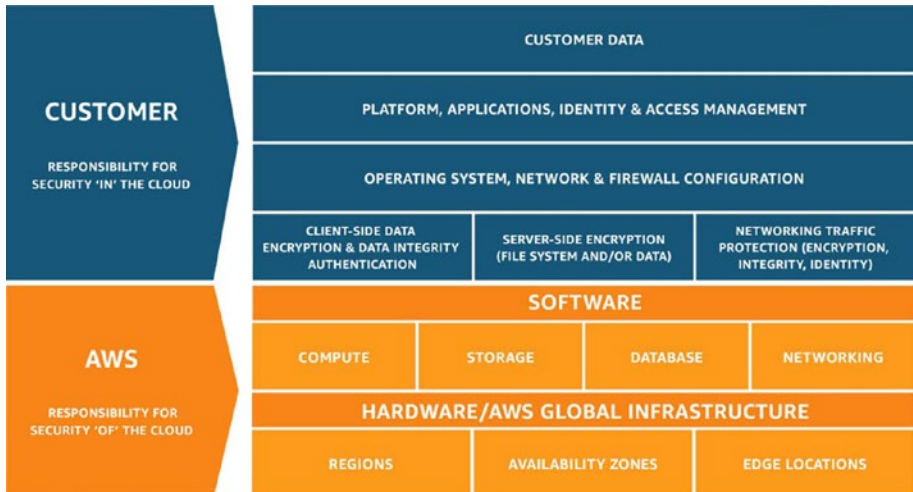 CUSTOMER
RESPONSIBILITY FOR
SECURITY ‘IN’ THE CLOUD
CUSTOMER DATA
PLATFORM, APPLICATIONS, IDENTITY & ACCESS MANAGEMENT
OPERATING SYSTEM, NETWORK & FIREWALL CONFIGURATION
CLIENT-SIDE DATA
ENCRYPTION & DATA INTEGRITY
AUTHENTICATION
SERVER-SIDE ENCRYPTION
(FILE SYSTEM AND/OR DATA)
NETWORKING TRAFFIC
PROTECTION (ENCRYPTION,
INTEGRITY, IDENTITY)
AWS
RESPONSIBILITY FOR
SECURITY ‘OF’ THE CLOUD
SOFTWARE
COMPUTE
STORAGE
DATABASE
NETWORKING
HARDWARE/AWS GLOBAL INFRASTRUCTURE
REGIONS
AVAILABILITY ZONES
EDGE LOCATIONS